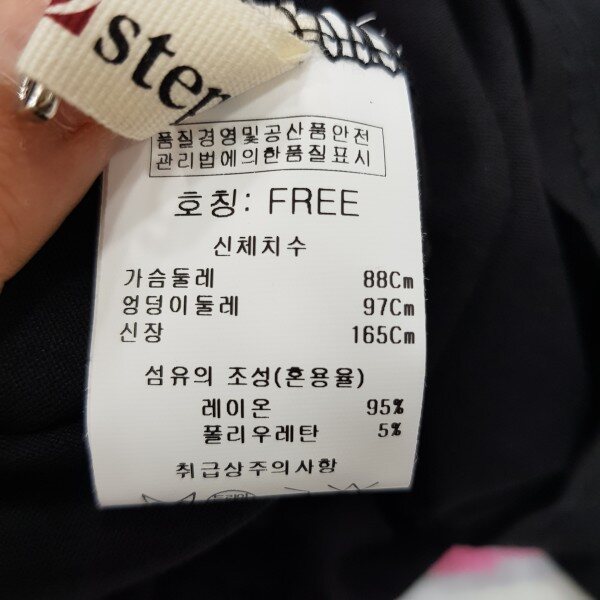 step
품질경영및공산품안전
관리법에의한품질표시
호칭: FREE
신체치수
가슴둘레 88Cm
엉덩이둘레 97Cm
신장 165Cm
섬유의 조성(혼용율)
레이온 95%
폴리우레탄 5%
취급상주의사항